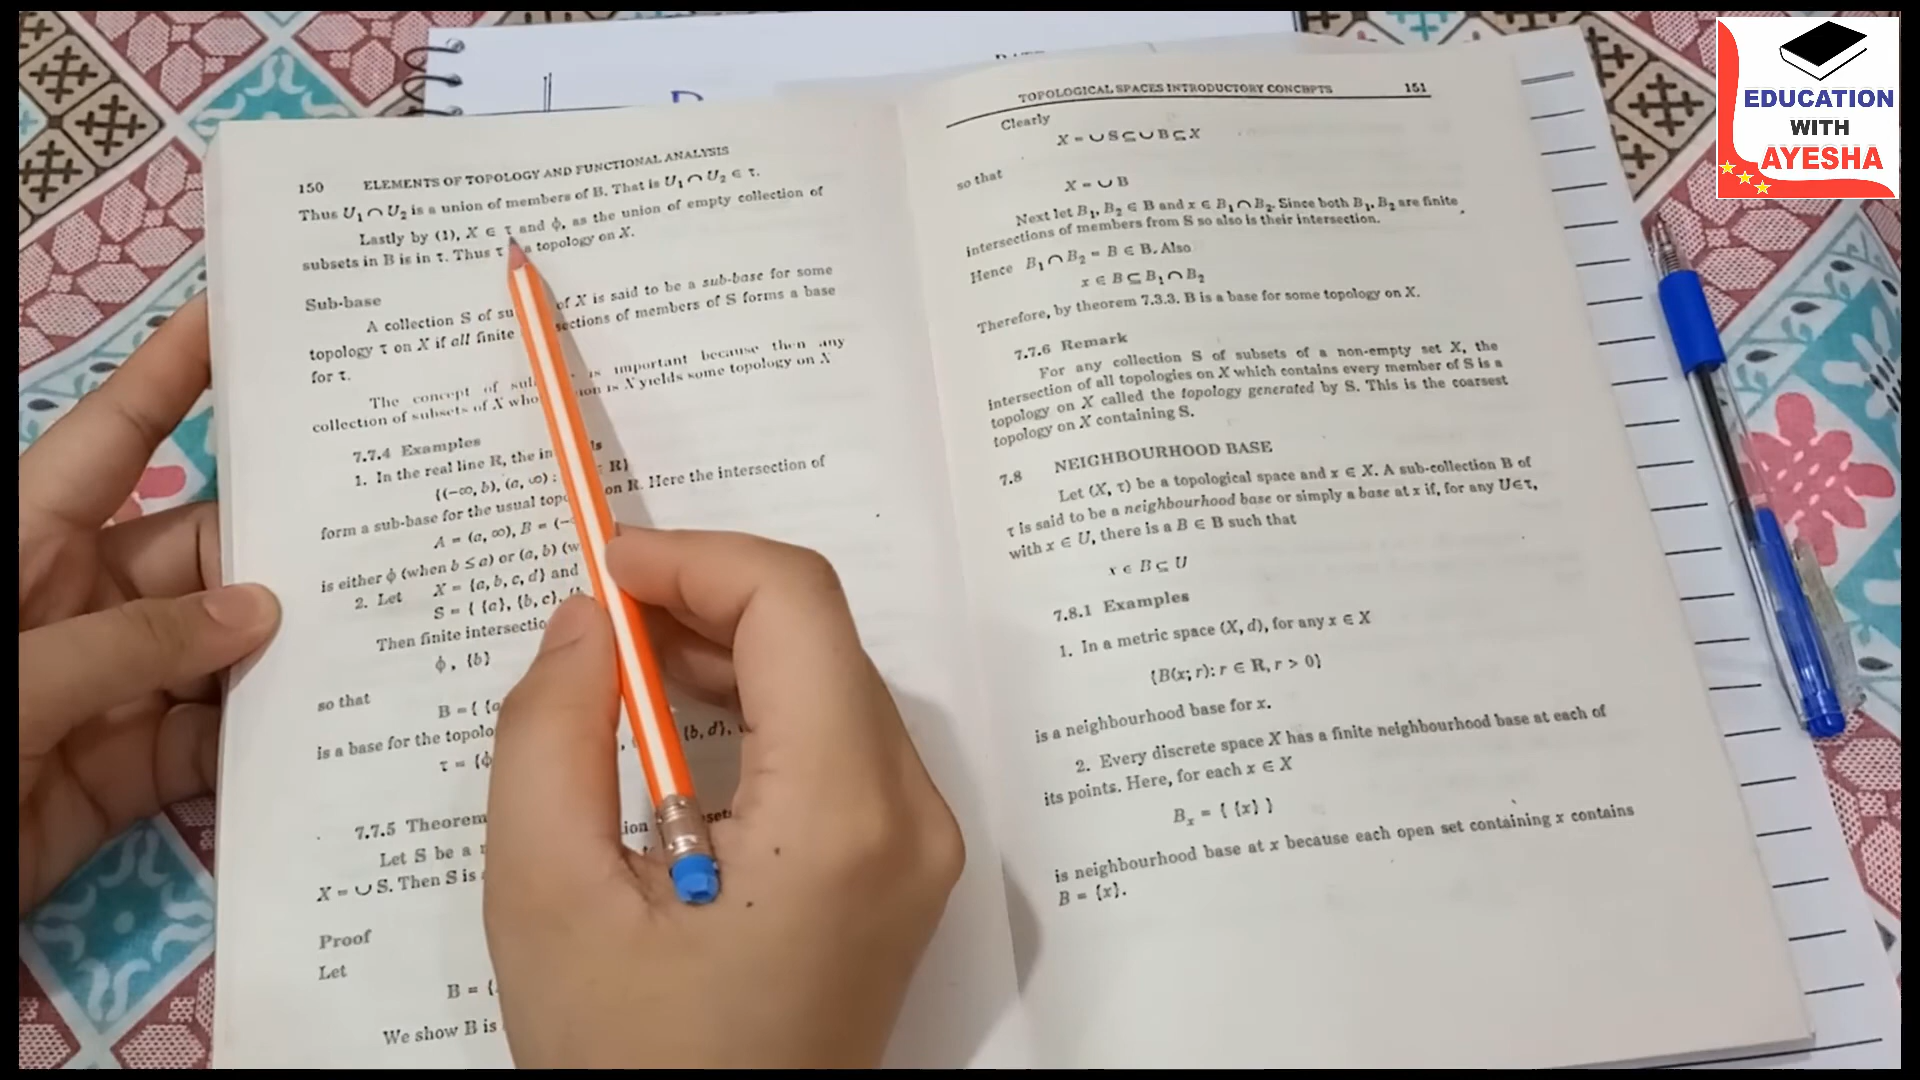 EDUCATION
WITH
AYESHA
150 ELEMENTS OF TOPOLOGY AND FUNCTIONAL ANALYSIS
Thus U₁ ∩ U₂ is a union of members of B. That is U₁ ∩ U₂ ∈ τ.
Lastly by (1), X ∈ τ and ϕ, as the union of empty collection of
subsets in B is in τ. Thus τ a topology on X.
Sub-base
A collection S of of X is said to be a sub-base for some
topology τ on X if all finite of members of S forms a base
for τ.
The concept of is important because then any
collection of subsets of X is X yields some topology on X
7.7.4 Examples
1. In the real line R, the
{(-∞, b), (a, ∞) : R}
form a sub-base for the usual on R. Here the intersection of
A = (a, ∞), B =
is either ϕ (when b ≤ a) or (a, b)
2. Let X = {a, b, c, d} and
S = { {a}, {b, c},
Then finite
ϕ, {b}
so that
B = {
is a base for the {b, d},
τ = {ϕ
7.7.5 Theorem
Let S be a
X = ∪ S. Then S is
Proof
Let
B = {
We show B is
TOPOLOGICAL SPACES INTRODUCTORY CONCEPTS 151
Clearly
X = ∪ S ⊆ ∪ B ⊆ X
so that
X = ∪ B
Next let B₁, B₂ ∈ B and x ∈ B₁ ∩ B₂. Since both B₁, B₂ are finite
intersections of members from S so also is their intersection.
Hence B₁ ∩ B₂ = B ∈ B. Also
x ∈ B ⊆ B₁ ∩ B₂
Therefore, by theorem 7.3.3. B is a base for some topology on X.
7.7.6 Remark
For any collection S of subsets of a non-empty set X, the
intersection of all topologies on X which contains every member of S is a
topology on X called the topology generated by S. This is the coarsest
topology on X containing S.
7.8 NEIGHBOURHOOD BASE
Let (X, τ) be a topological space and x ∈ X. A sub-collection B of
τ is said to be a neighbourhood base or simply a base at x if, for any U∈τ,
with x ∈ U, there is a B ∈ B such that
x ∈ B ⊆ U
7.8.1 Examples
1. In a metric space (X, d), for any x ∈ X
{B(x; r): r ∈ R, r > 0}
is a neighbourhood base for x.
2. Every discrete space X has a finite neighbourhood base at each of
its points. Here, for each x ∈ X
Bₓ = { {x} }
is neighbourhood base at x because each open set containing x contains
B = {x}.